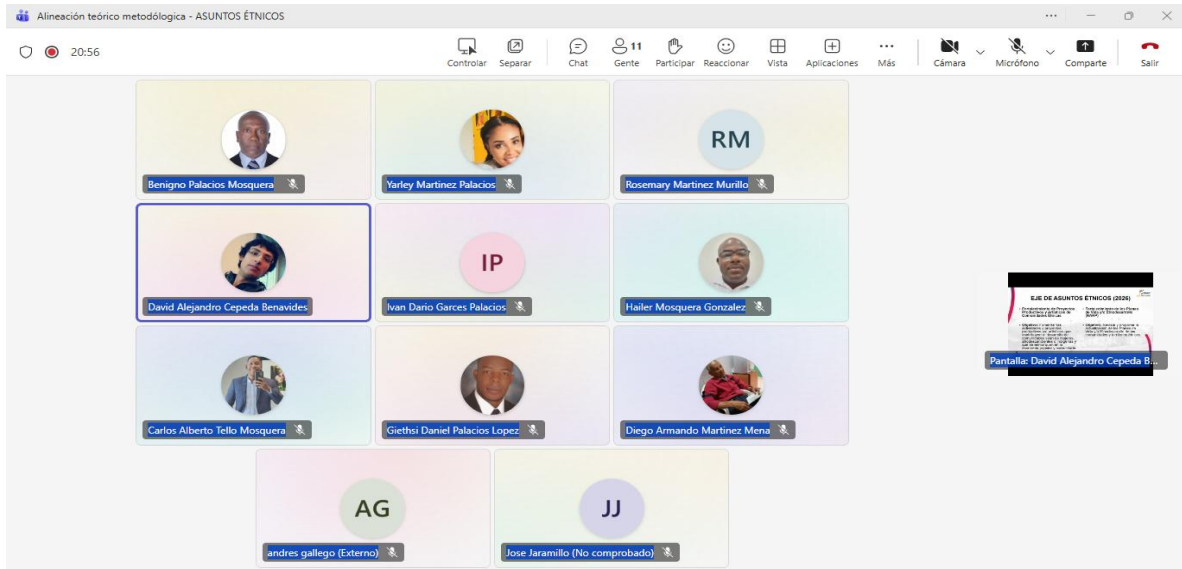 Alineación teórico metodólogica - ASUNTOS ÉTNICOS
20:56
Controlar
Separar
Chat
11
Gente
Participar
Reaccionar
Vista
Aplicaciones
Más
Cámara
Micrófono
Comparte
Salir
Benigno Palacios Mosquera
Yarley Martinez Palacios
RM
Rosemary Martinez Murillo
David Alejandro Cepeda Benavides
IP
Ivan Dario Garces Palacios
Hailer Mosquera Gonzalez
EJE DE ASUNTOS ÉTNICOS (2026)
Pantalla: David Alejandro Cepeda B...
Carlos Alberto Tello Mosquera
Giethsi Daniel Palacios Lopez
Diego Armando Martinez Mena
AG
andres gallego (Externo)
JJ
Jose Jaramillo (No comprobado)